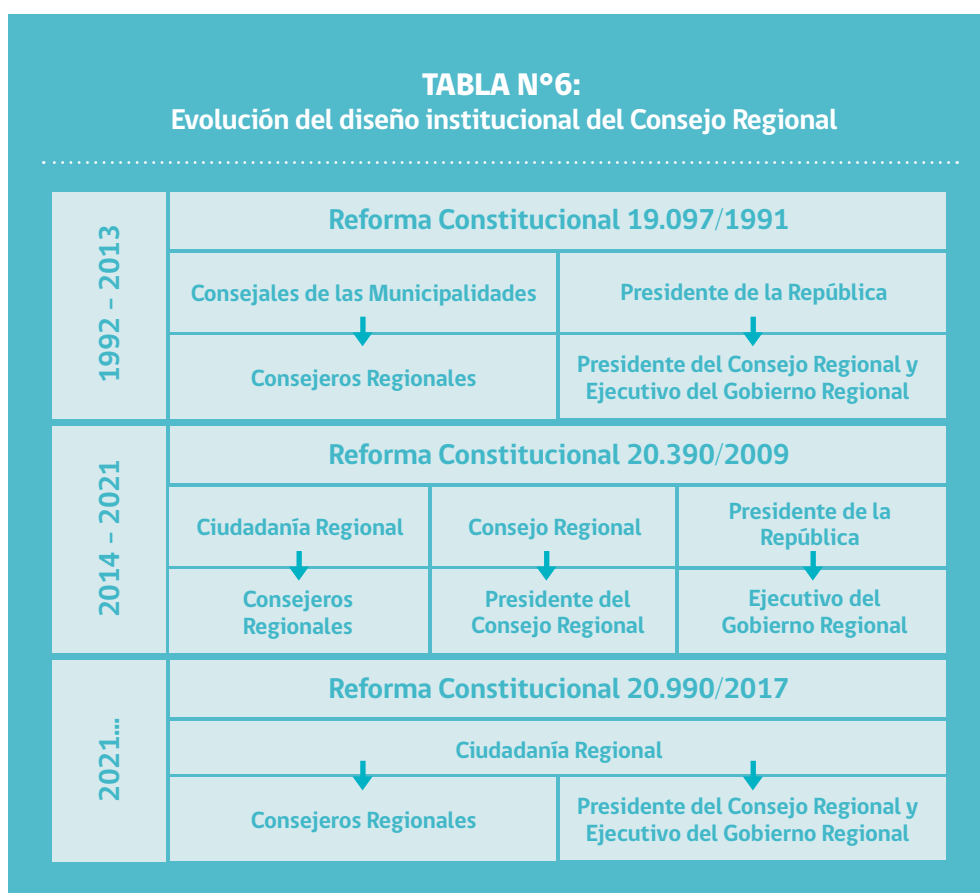 TABLA N°6:
Evolución del diseño institucional del Consejo Regional
1992 – 2013
Reforma Constitucional 19.097/1991
Consejales de las Municipalidades
Presidente de la República
Consejeros Regionales
Presidente del Consejo Regional y
Ejecutivo del Gobierno Regional
2014 – 2021
Reforma Constitucional 20.390/2009
Ciudadanía Regional
Consejo Regional
Presidente de la
República
Consejeros
Regionales
Presidente del
Consejo Regional
Ejecutivo del
Gobierno Regional
2021...
Reforma Constitucional 20.990/2017
Ciudadanía Regional
Consejeros Regionales
Presidente del Consejo Regional y
Ejecutivo del Gobierno Regional